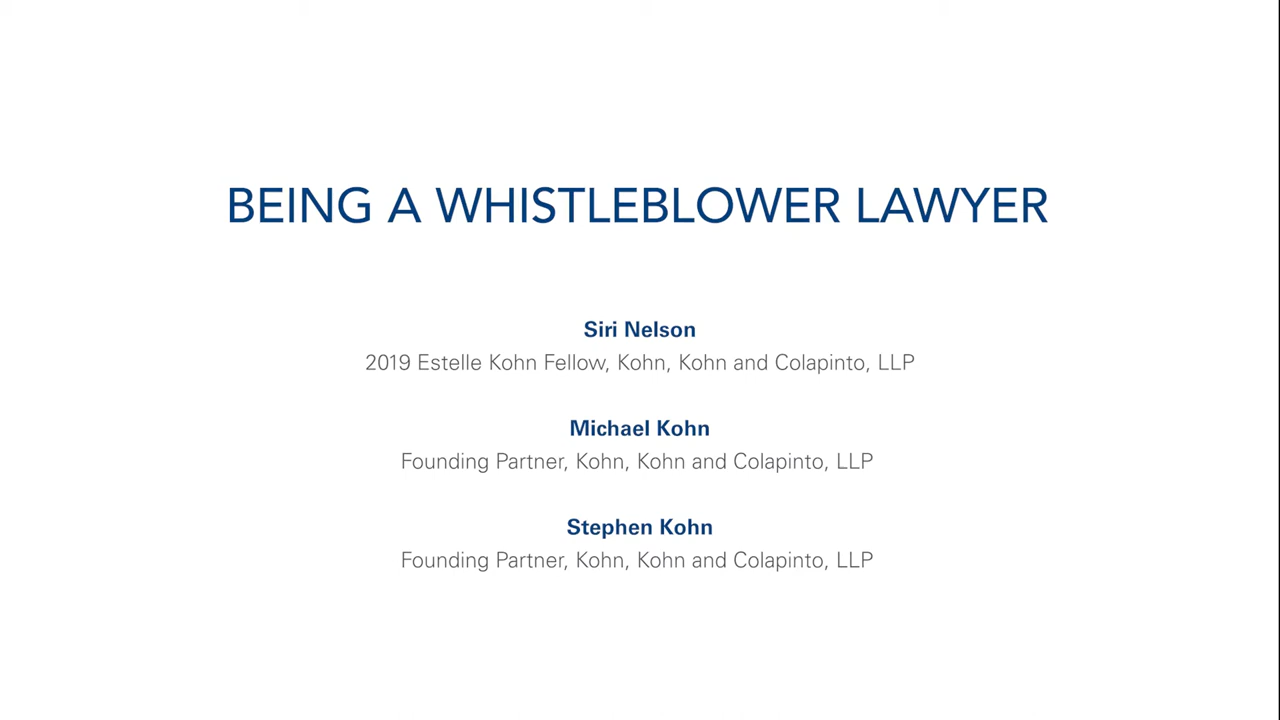 BEING A WHISTLEBLOWER LAWYER
Siri Nelson
2019 Estelle Kohn Fellow, Kohn, Kohn and Colapinto, LLP
Michael Kohn
Founding Partner, Kohn, Kohn and Colapinto, LLP
Stephen Kohn
Founding Partner, Kohn, Kohn and Colapinto, LLP